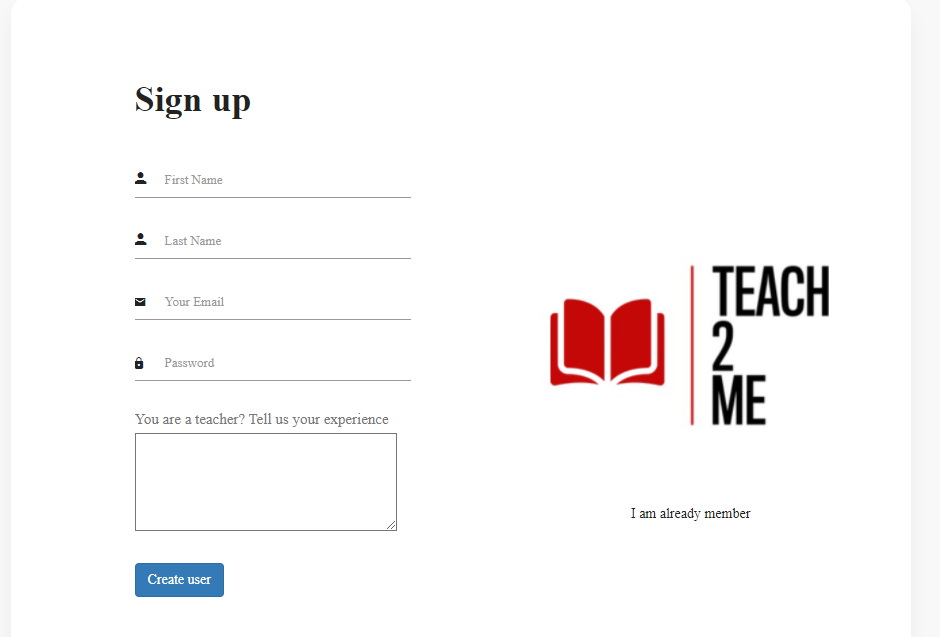 Sign up
First Name
Last Name
Your Email
Password
You are a teacher? Tell us your experience
Create user
TEACH
2
ME
I am already member